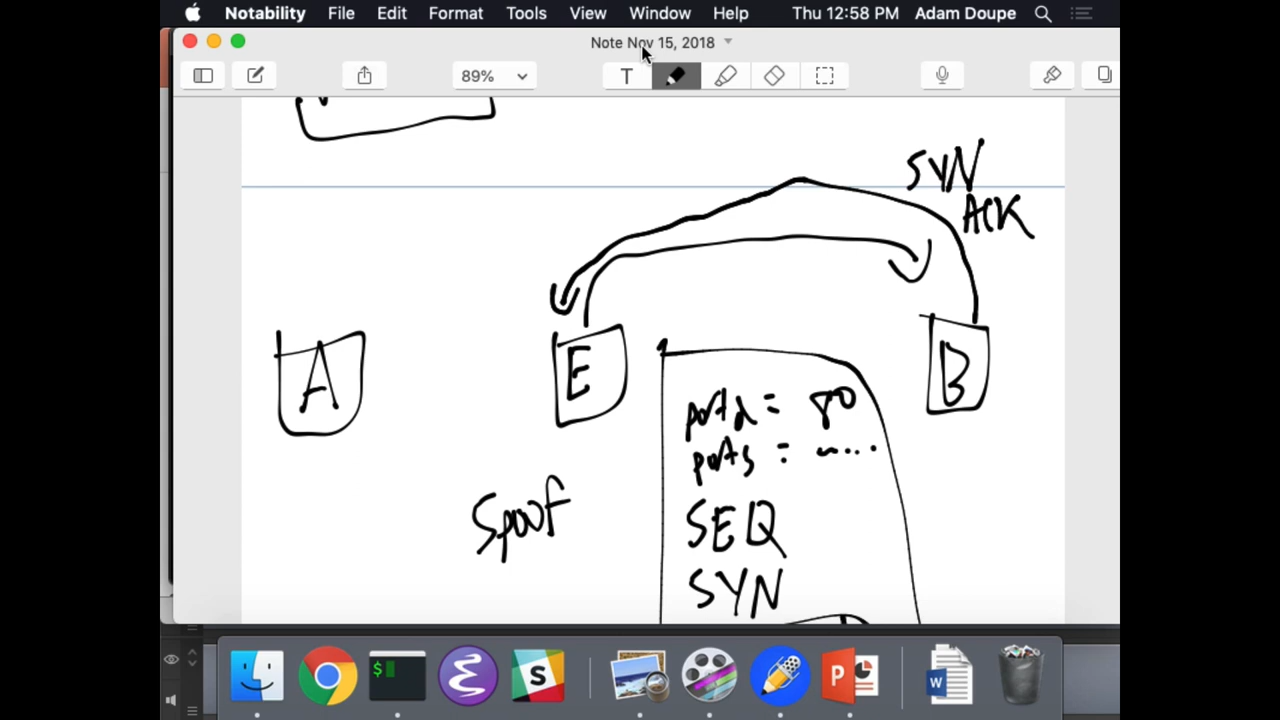 Notability File Edit Format Tools View Window Help Thu 12:58 PM Adam Doupe
Note Nov 15, 2018
89% T
SYN
ACK
A E B
portd = 80
ports = ~...
Spoof
SEQ
SYN
$
S
P
W